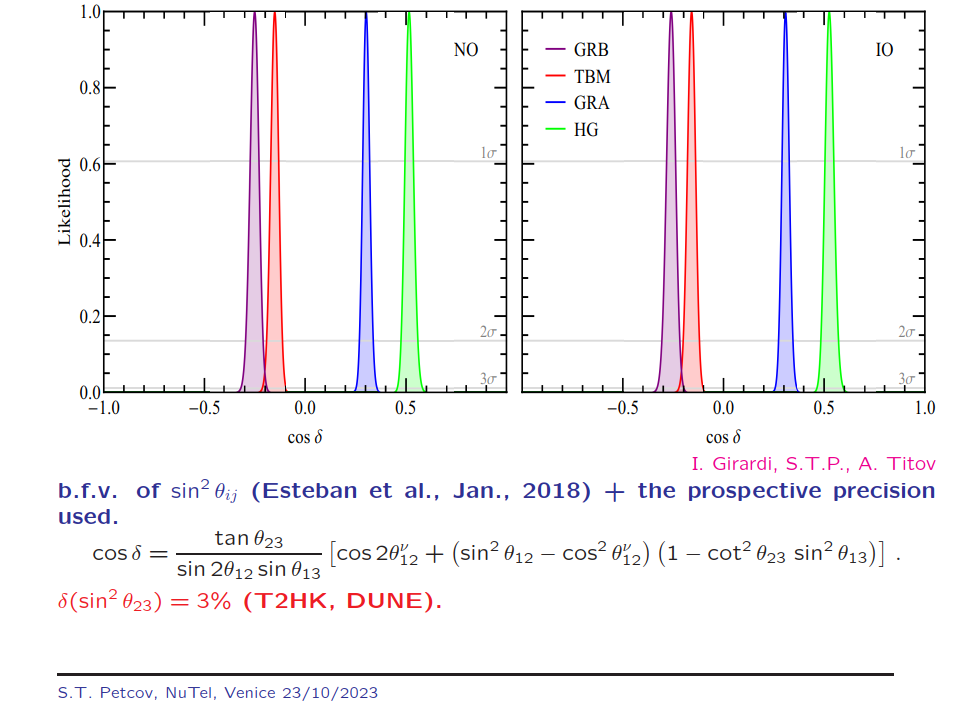 NO
IO
GRB
TBM
GRA
HG
1σ
1σ
2σ
2σ
3σ
3σ
Likelihood
1.0
0.8
0.6
0.4
0.2
0.0
−1.0 −0.5 0.0 0.5
−0.5 0.0 0.5 1.0
cos δ
cos δ
I. Girardi, S.T.P., A. Titov
b.f.v. of sin² θᵢⱼ (Esteban et al., Jan., 2018) + the prospective precision
used.
cos δ = tan θ₂₃ / (sin 2θ₁₂ sin θ₁₃) [cos 2θ₁₂^ν + (sin² θ₁₂ − cos² θ₁₂^ν) (1 − cot² θ₂₃ sin² θ₁₃)] .
δ(sin² θ₂₃) = 3% (T2HK, DUNE).
S.T. Petcov, NuTel, Venice 23/10/2023